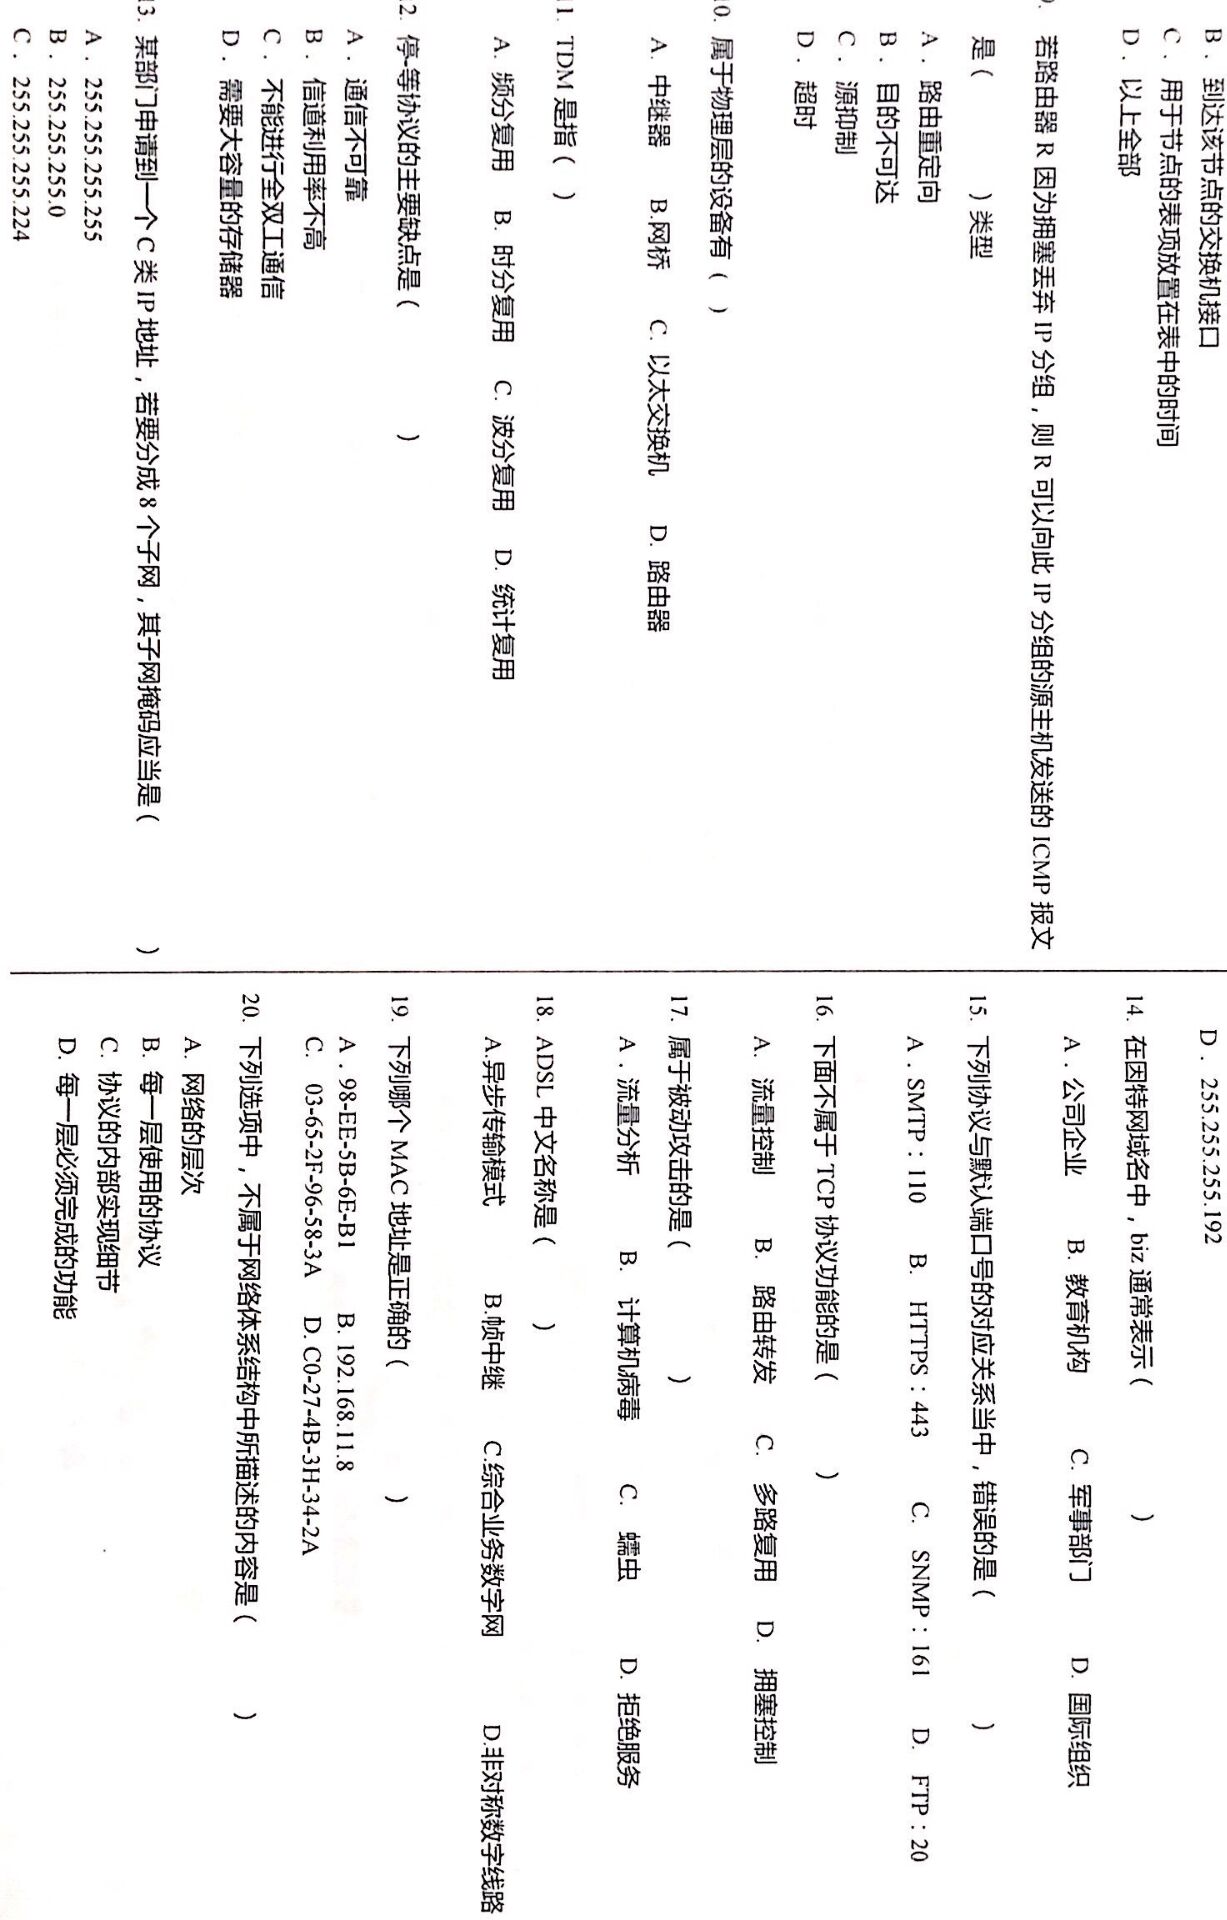 B． 到达该节点的交换机接口
C． 用于节点的表项放置在表中的时间
D． 以上全部
. 若路由器 R 因为拥塞丢弃 IP 分组，则 R 可以向此 IP 分组的源主机发送的 ICMP 报文
是（ ）类型
A． 路由重定向
B． 目的不可达
C． 源抑制
D． 超时
10. 属于物理层的设备有（ ）
A. 中继器 B.网桥 C. 以太交换机 D. 路由器
11. TDM 是指（ ）
A. 频分复用 B. 时分复用 C. 波分复用 D. 统计复用
2. 停-等协议的主要缺点是（ ）
A． 通信不可靠
B． 信道利用率不高
C． 不能进行全双工通信
D． 需要大容量的存储器
13. 某部门申请到一个 C 类 IP 地址，若要分成 8 个子网，其子网掩码应当是（ ）
A． 255.255.255.255
B． 255.255.255.0
C． 255.255.255.224
D． 255.255.255.192
14. 在因特网域名中，biz 通常表示（ ）
A．公司企业 B. 教育机构 C. 军事部门 D. 国际组织
15. 下列协议与默认端口号的对应关系当中，错误的是（ ）
A．SMTP：110 B. HTTPS：443 C. SNMP：161 D. FTP：20
16. 下面不属于 TCP 协议功能的是（ ）
A. 流量控制 B. 路由转发 C. 多路复用 D. 拥塞控制
17. 属于被动攻击的是（ ）
A．流量分析 B. 计算机病毒 C. 蠕虫 D. 拒绝服务
18. ADSL 中文名称是（ ）
A.异步传输模式 B.帧中继 C.综合业务数字网 D.非对称数字线路
19. 下列哪个 MAC 地址是正确的（ ）
A．98-EE-5B-6E-B1 B. 192.168.11.8
C. 03-65-2F-96-58-3A D. C0-27-4B-3H-34-2A
20. 下列选项中，不属于网络体系结构中所描述的内容是（ ）
A. 网络的层次
B. 每一层使用的协议
C. 协议的内部实现细节
D. 每一层必须完成的功能